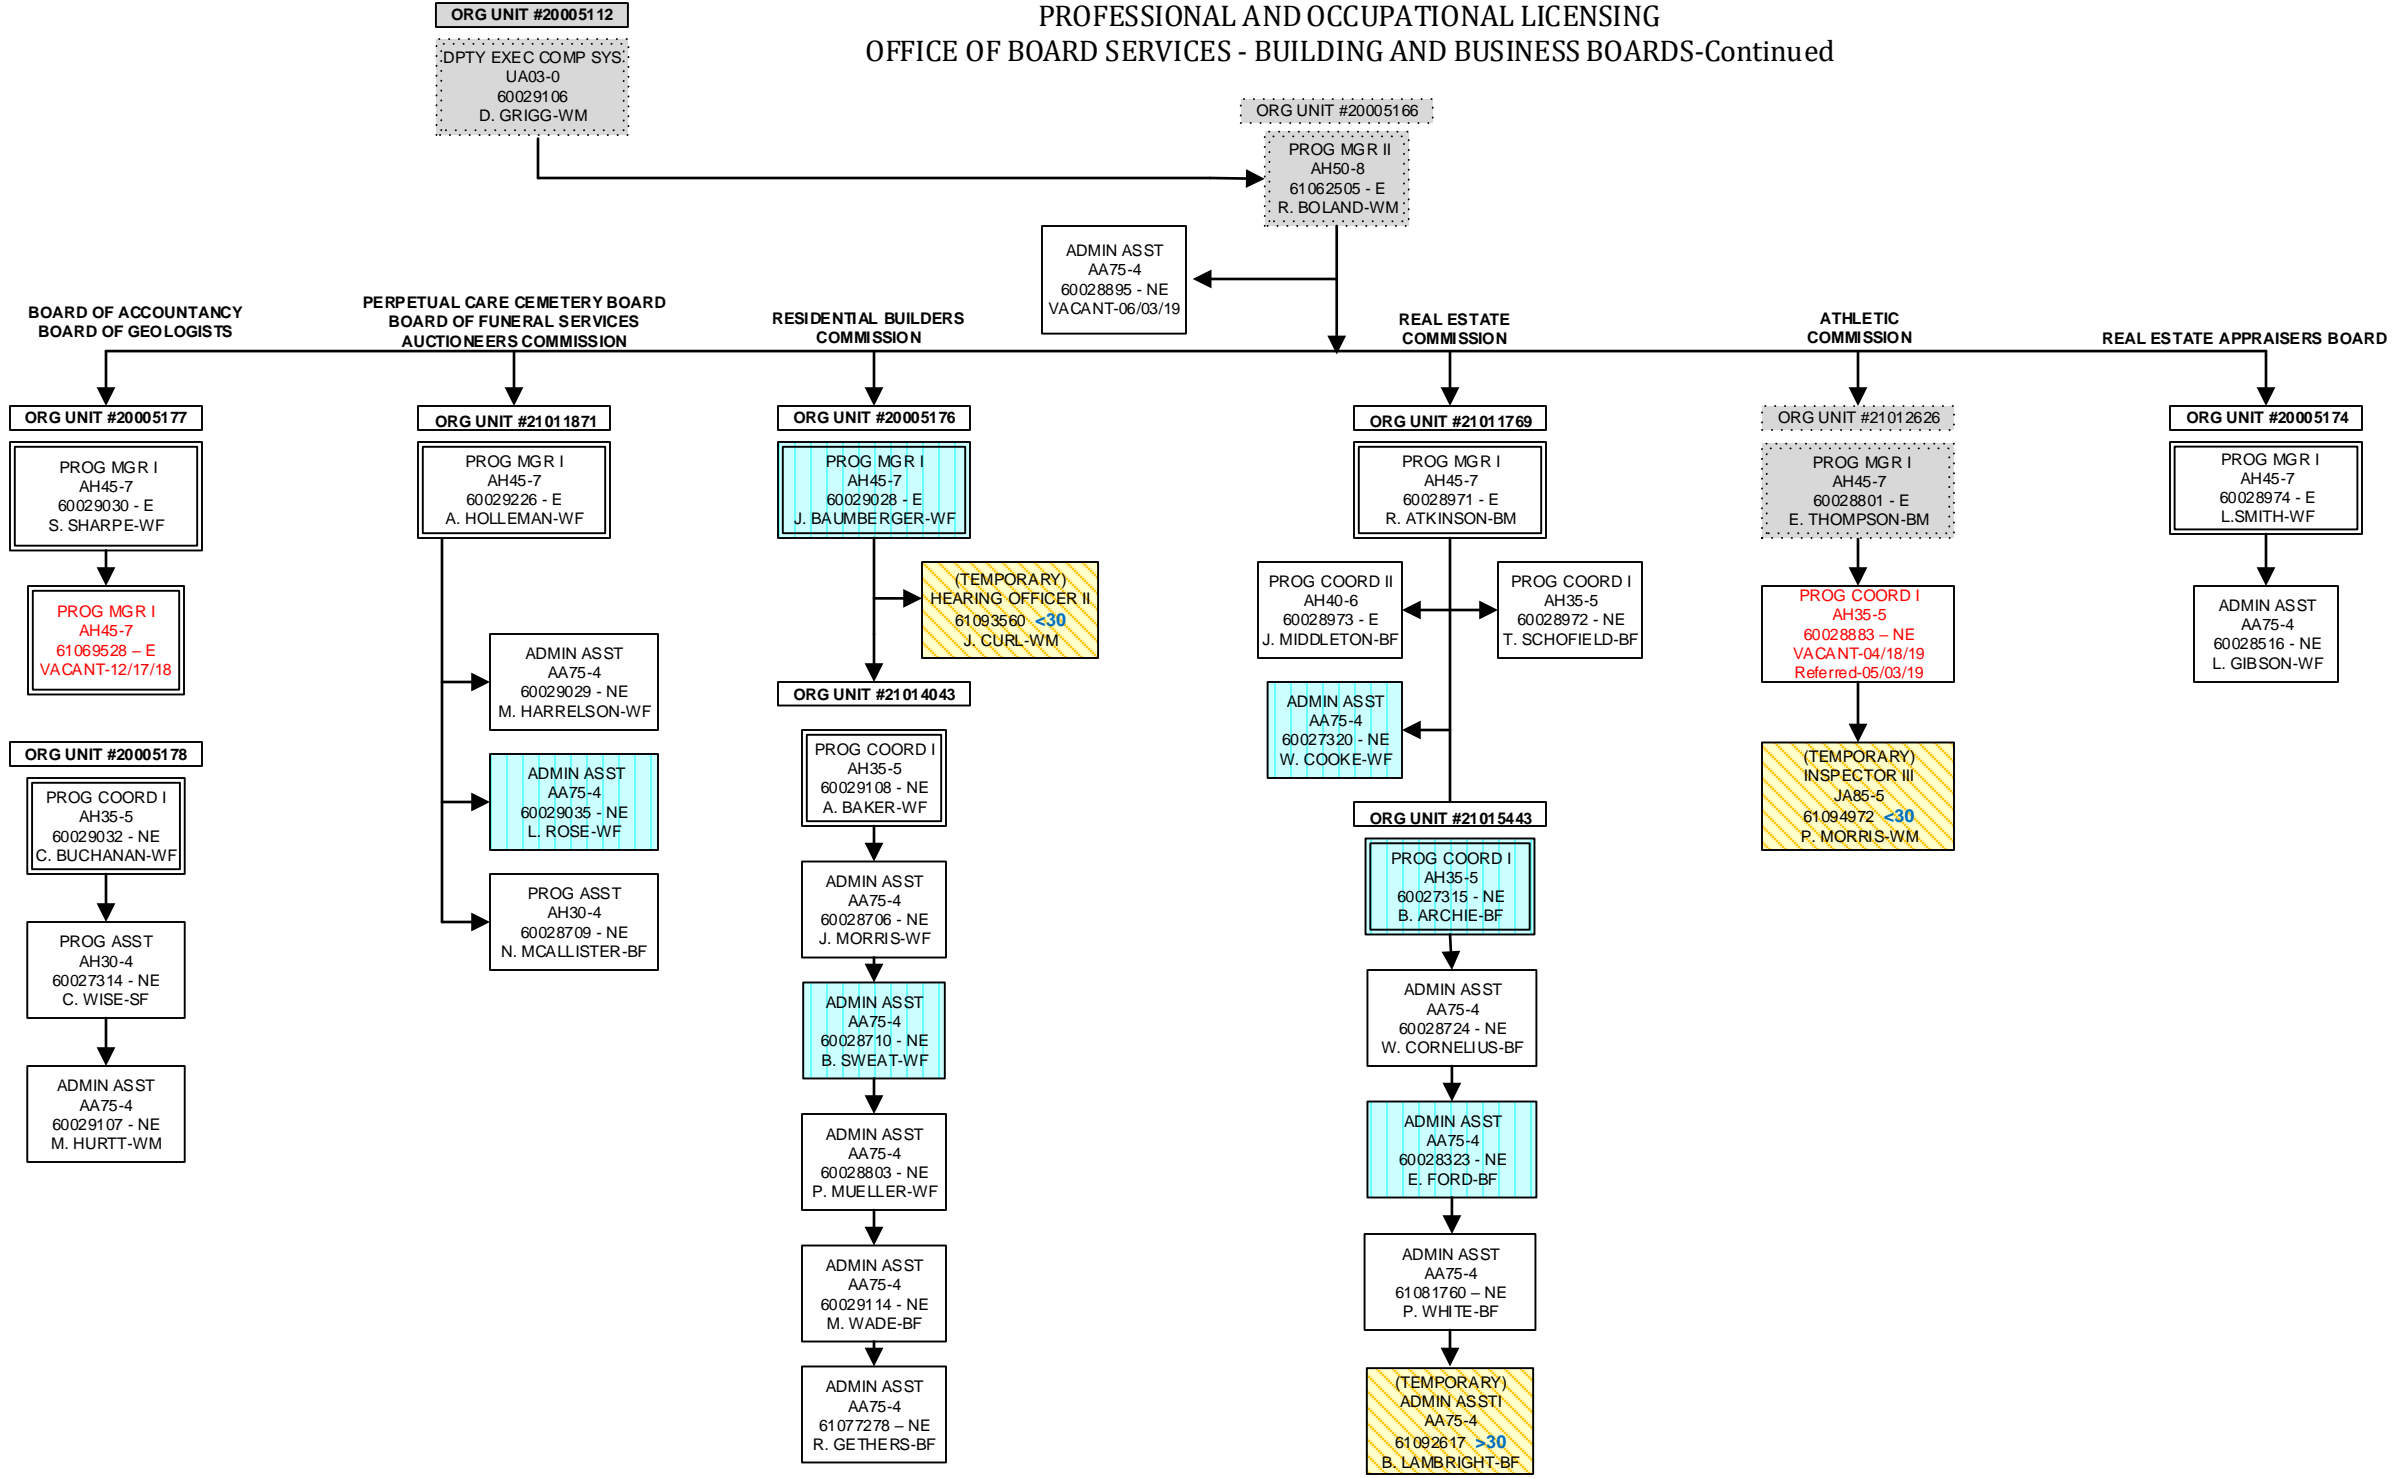 PROFESSIONAL AND OCCUPATIONAL LICENSING
OFFICE OF BOARD SERVICES - BUILDING AND BUSINESS BOARDS-Continued
ORG UNIT #20005112
DPTY EXEC COMP SYS
UA03-0
60029106
D. GRIGG-WM
ORG UNIT #20005166
PROG MGR II
AH50-8
61062505 - E
R. BOLAND-WM
ADMIN ASST
AA75-4
60028895 - NE
VACANT-06/03/19
BOARD OF ACCOUNTANCY
BOARD OF GEOLOGISTS
ORG UNIT #20005177
PROG MGR I
AH45-7
60029030 - E
S. SHARPE-WF
PROG MGR I
AH45-7
61069528 – E
VACANT-12/17/18
ORG UNIT #20005178
PROG COORD I
AH35-5
60029032 - NE
C. BUCHANAN-WF
PROG ASST
AH30-4
60027314 - NE
C. WISE-SF
ADMIN ASST
AA75-4
60029107 - NE
M. HURTT-WM
PERPETUAL CARE CEMETERY BOARD
BOARD OF FUNERAL SERVICES
AUCTIONEERS COMMISSION
ORG UNIT #21011871
PROG MGR I
AH45-7
60029226 - E
A. HOLLEMAN-WF
ADMIN ASST
AA75-4
60029029 - NE
M. HARRELSON-WF
ADMIN ASST
AA75-4
60029035 - NE
L. ROSE-WF
PROG ASST
AH30-4
60028709 - NE
N. MCALLISTER-BF
RESIDENTIAL BUILDERS
COMMISSION
ORG UNIT #20005176
PROG MGR I
AH45-7
60029028 - E
J. BAUMBERGER-WF
(TEMPORARY)
HEARING OFFICER II
61093560 <30
J. CURL-WM
ORG UNIT #21014043
PROG COORD I
AH35-5
60029108 - NE
A. BAKER-WF
ADMIN ASST
AA75-4
60028706 - NE
J. MORRIS-WF
ADMIN ASST
AA75-4
60028710 - NE
B. SWEAT-WF
ADMIN ASST
AA75-4
60028803 - NE
P. MUELLER-WF
ADMIN ASST
AA75-4
60029114 - NE
M. WADE-BF
ADMIN ASST
AA75-4
61077278 – NE
R. GETHERS-BF
REAL ESTATE
COMMISSION
ORG UNIT #21011769
PROG MGR I
AH45-7
60028971 - E
R. ATKINSON-BM
PROG COORD II
AH40-6
60028973 - E
J. MIDDLETON-BF
PROG COORD I
AH35-5
60028972 - NE
T. SCHOFIELD-BF
ADMIN ASST
AA75-4
60027320 - NE
W. COOKE-WF
ORG UNIT #21015443
PROG COORD I
AH35-5
60027315 - NE
B. ARCHIE-BF
ADMIN ASST
AA75-4
60028724 - NE
W. CORNELIUS-BF
ADMIN ASST
AA75-4
60028323 - NE
E. FORD-BF
ADMIN ASST
AA75-4
61081760 – NE
P. WHITE-BF
(TEMPORARY)
ADMIN ASSTI
AA75-4
61092617 >30
B. LAMBRIGHT-BF
ATHLETIC
COMMISSION
ORG UNIT #21012626
PROG MGR I
AH45-7
60028801 - E
E. THOMPSON-BM
PROG COORD I
AH35-5
60028883 – NE
VACANT-04/18/19
Referred-05/03/19
(TEMPORARY)
INSPECTOR III
JA85-5
61094972 <30
P. MORRIS-WM
REAL ESTATE APPRAISERS BOARD
ORG UNIT #20005174
PROG MGR I
AH45-7
60028974 - E
L.SMITH-WF
ADMIN ASST
AA75-4
60028516 - NE
L. GIBSON-WF